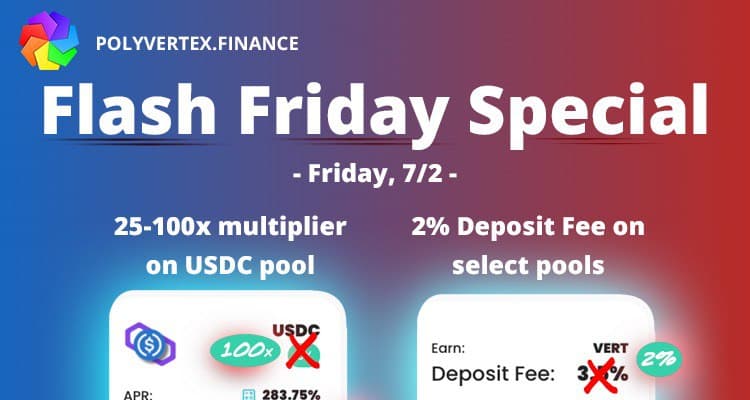 POLYVERTEX.FINANCE
Flash Friday Special
- Friday, 7/2 -
25-100x multiplier
on USDC pool
2% Deposit Fee on
select pools
USDC
100x
APR:
283.75%
Earn:
VERT
2%
Deposit Fee: